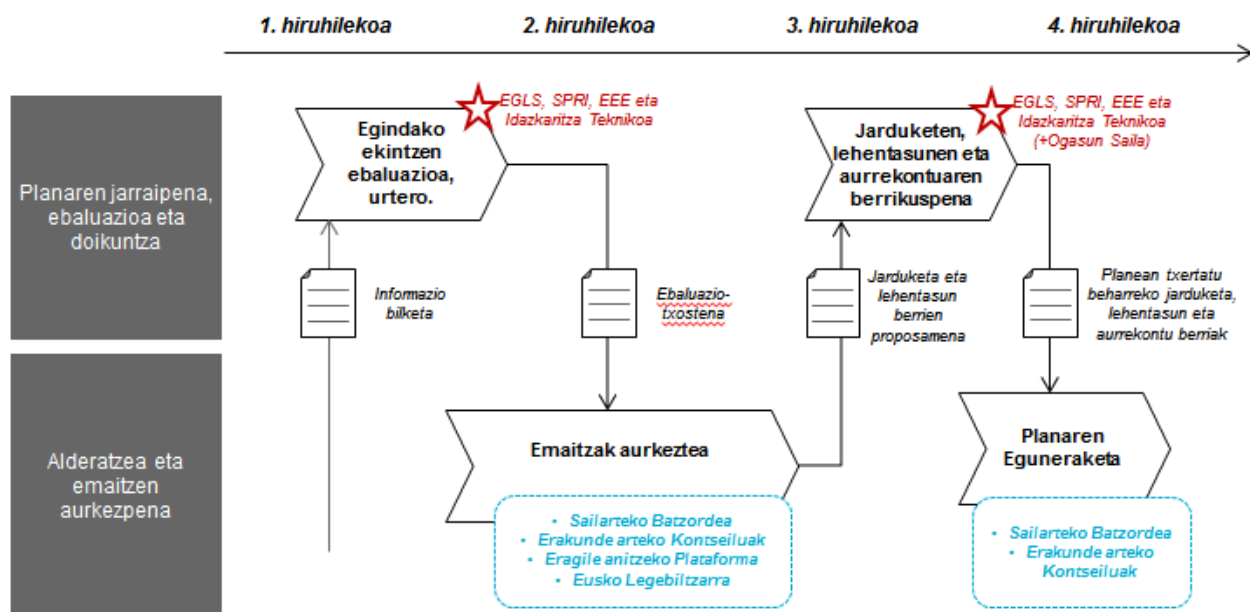 1. hiruhilekoa
2. hiruhilekoa
3. hiruhilekoa
4. hiruhilekoa
Planaren jarraipena,
ebaluazioa eta
doikuntza
Egindako
ekintzen
ebaluazioa,
urtero.
EGLS, SPRI, EEE eta
Idazkaritza Teknikoa
Jarduketen,
lehentasunen eta
aurrekontuaren
berrikuspena
EGLS, SPRI, EEE eta
Idazkaritza Teknikoa
(+Ogasun Saila)
Informazio
bilketa
Ebaluazio-
txostena
Jarduketa eta
lehentasun
berrien
proposamena
Planean txertatu
beharreko jarduketa,
lehentasun eta
aurrekontu berriak
Alderatzea eta
emaitzen
aurkezpena
Emaitzak aurkeztea
• Sailarteko Batzordea
• Erakunde arteko Kontseiluak
• Eragile anitzeko Plataforma
• Eusko Legebiltzarra
Planaren
Eguneraketa
• Sailarteko Batzordea
• Erakunde arteko
Kontseiluak